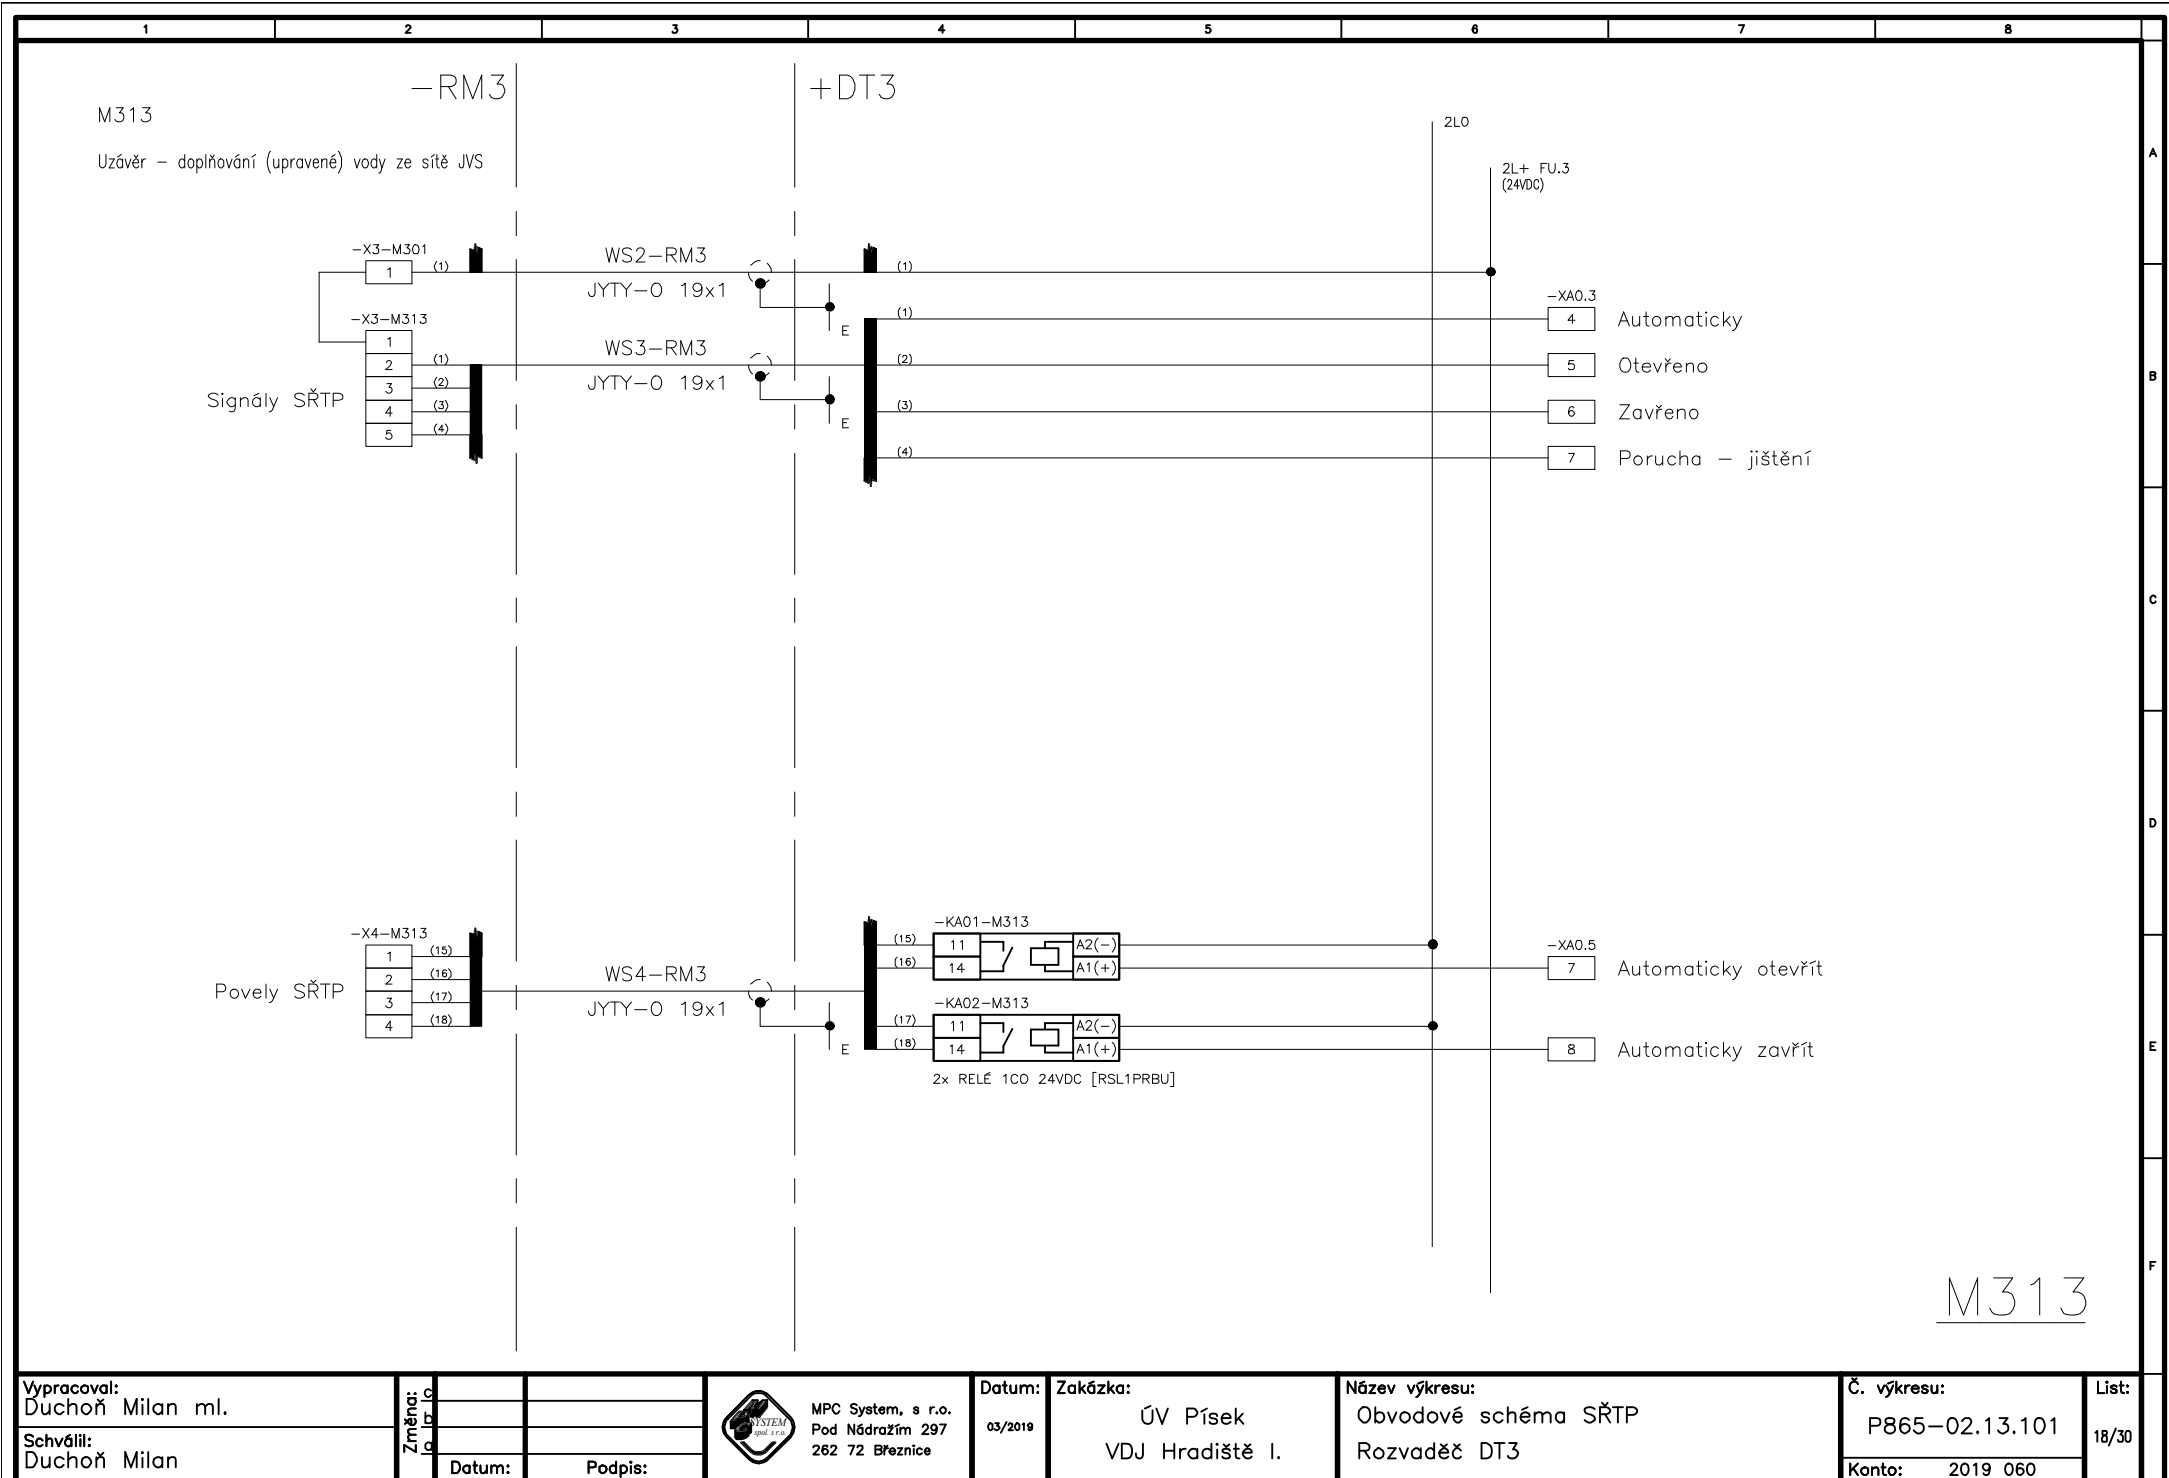 1 2 3 4 5 6 7 8
-RM3
+DT3
M313
Uzávěr - doplňování (upravené) vody ze sítě JVS
2L0
2L+ FU.3
(24VDC)
A
-X3-M301
1 (1)
WS2-RM3
JYTY-O 19x1
E
(1)
-X3-M313
1
2 (1)
3 (2)
4 (3)
5 (4)
Signály SŘTP
WS3-RM3
JYTY-O 19x1
E
-XA0.3
(1) 4 Automaticky
(2) 5 Otevřeno
(3) 6 Zavřeno
(4) 7 Porucha - jištění
B
C
D
-X4-M313
1 (15)
2 (16)
3 (17)
4 (18)
Povely SŘTP
WS4-RM3
JYTY-O 19x1
E
-KA01-M313
(15) 11 A2(-)
(16) 14 A1(+)
-KA02-M313
(17) 11 A2(-)
(18) 14 A1(+)
2x RELÉ 1CO 24VDC [RSL1PRBU]
-XA0.5
7 Automaticky otevřít
8 Automaticky zavřít
E
F
M313
Vypracoval:
Duchoň Milan ml.
Schválil:
Duchoň Milan
Změna:
c
b
a
Datum:
Podpis:
SYSTEM
spol. s r.o.
MPC System, s r.o.
Pod Nádražím 297
262 72 Březnice
Datum:
03/2019
Zakázka:
ÚV Písek
VDJ Hradiště I.
Název výkresu:
Obvodové schéma SŘTP
Rozvaděč DT3
Č. výkresu:
P865-02.13.101
Konto: 2019 060
List:
18/30